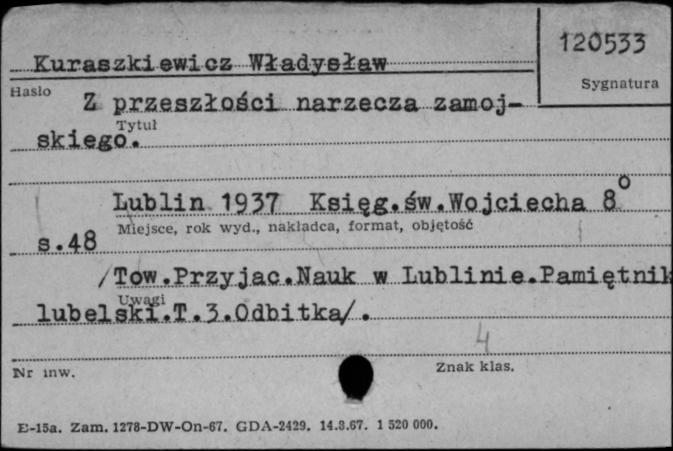 120533
Kuraszkiewicz Władysław
Sygnatura
Hasło
Z przeszłości narzecza zamoj-
Tytuł
skiego.
Lublin 1937 Księg.św.Wojciecha 8o
Miejsce, rok wyd., nakładca, format, objętość
s.48
/Tow.Przyjac.Nauk w Lublinie.Pamiętnik
Uwagi
lubelski.T.3.Odbitka/.
4
Nr inw.
Znak klas.
E-15a. Zam. 1278-DW-On-67. GDA-2429. 14.8.67. 1 520 000.